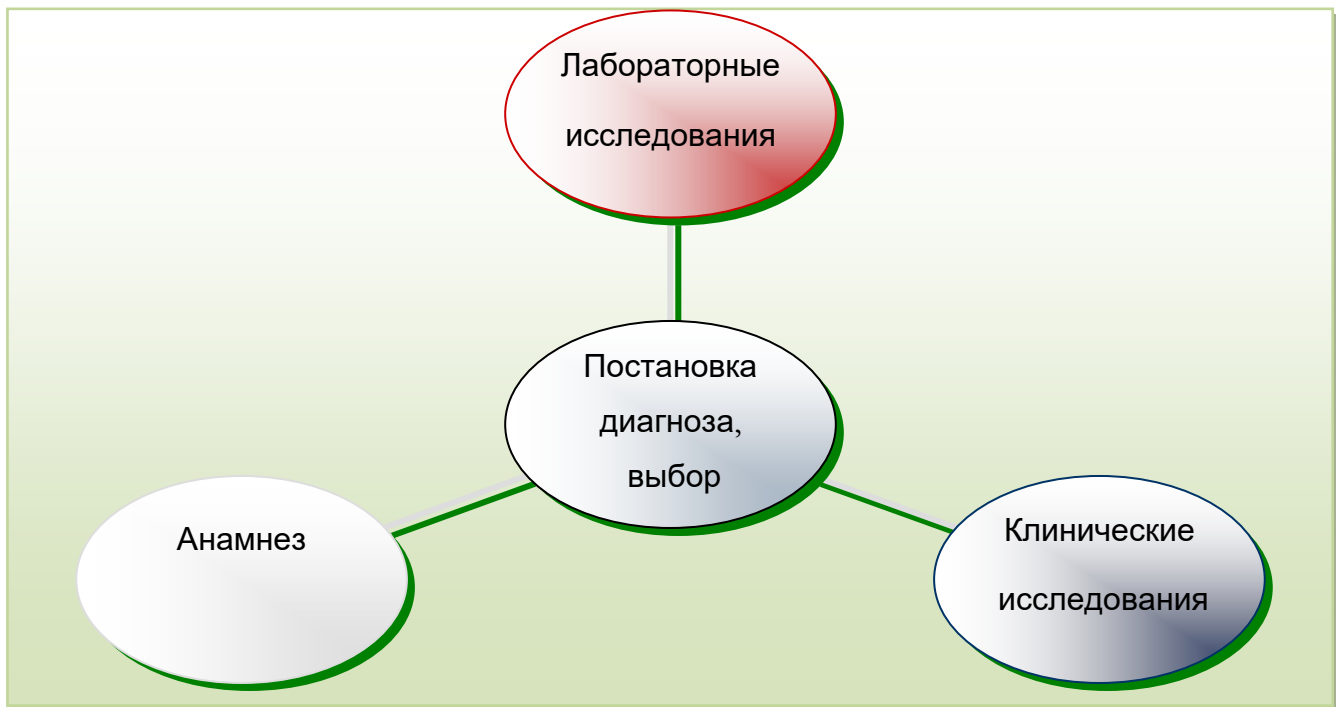 Лабораторные
исследования
Постановка
диагноза,
выбор
Анамнез
Клинические
исследования